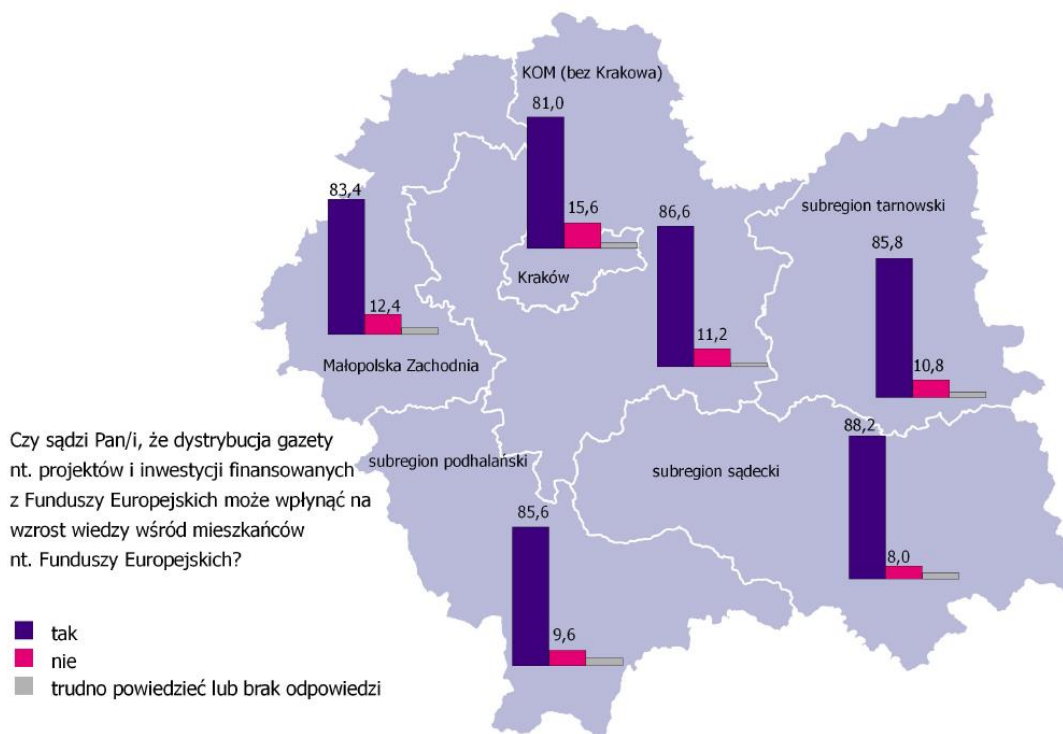 KOM (bez Krakowa)
81,0
15,6
Kraków
83,4
12,4
Małopolska Zachodnia
86,6
11,2
subregion tarnowski
85,8
10,8
subregion podhalański
85,6
9,6
subregion sądecki
88,2
8,0
Czy sądzi Pan/i, że dystrybucja gazety
nt. projektów i inwestycji finansowanych
z Funduszy Europejskich może wpłynąć na
wzrost wiedzy wśród mieszkańców
nt. Funduszy Europejskich?
tak
nie
trudno powiedzieć lub brak odpowiedzi